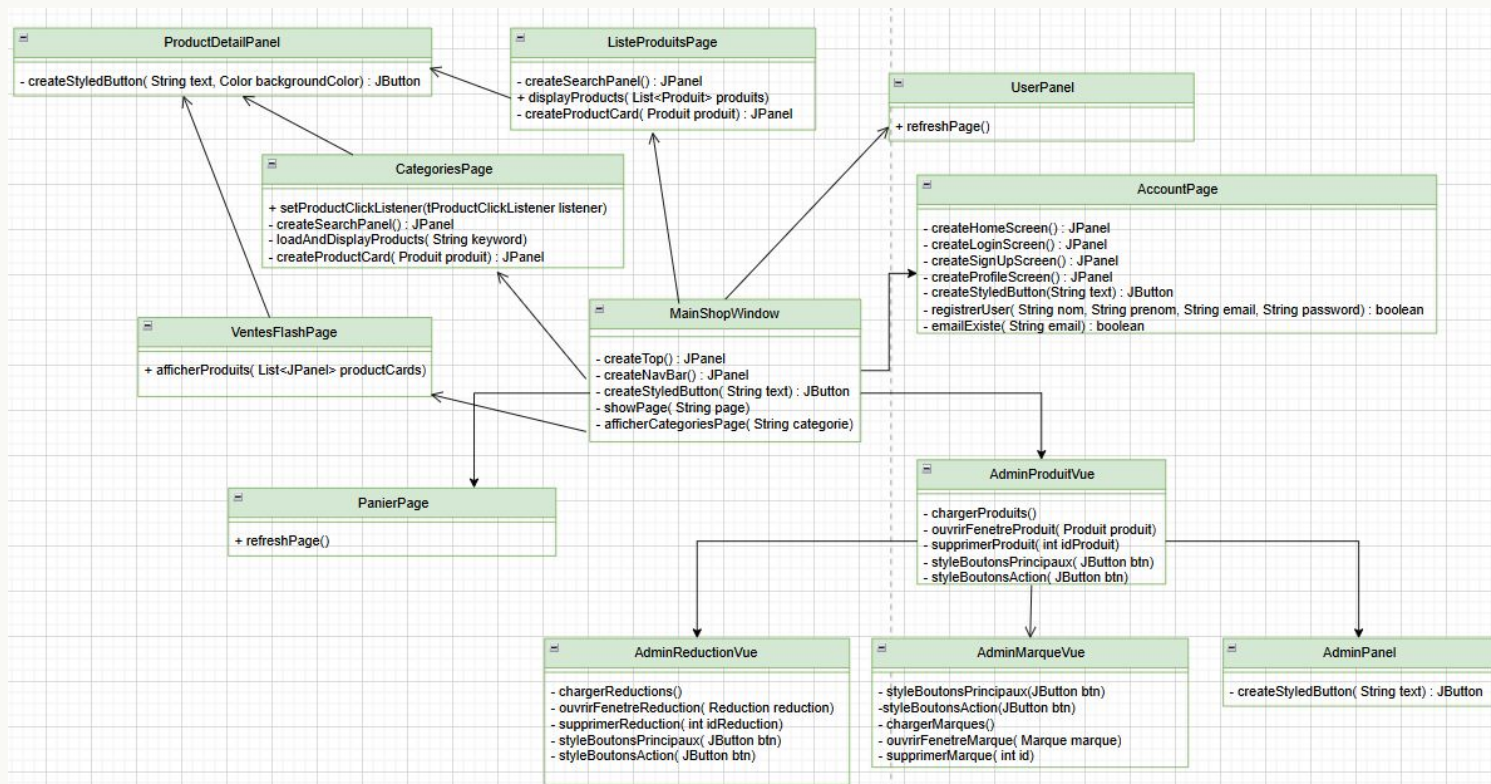 ProductDetailPanel
- createStyledButton( String text, Color backgroundColor) : JButton
ListeProduitsPage
- createSearchPanel() : JPanel
+ displayProducts( List<Produit> produits)
- createProductCard( Produit produit) : JPanel
UserPanel
+ refreshPage()
CategoriesPage
+ setProductClickListener(tProductClickListener listener)
- createSearchPanel() : JPanel
- loadAndDisplayProducts( String keyword)
- createProductCard( Produit produit) : JPanel
AccountPage
- createHomeScreen() : JPanel
- createLoginScreen() : JPanel
- createSignUpScreen() : JPanel
- createProfileScreen() : JPanel
- createStyledButton(String text) : JButton
- registrerUser( String nom, String prenom, String email, String password) : boolean
- emailExiste( String email) : boolean
MainShopWindow
- createTop() : JPanel
- createNavBar() : JPanel
- createStyledButton( String text) : JButton
- showPage( String page)
- afficherCategoriesPage( String categorie)
VentesFlashPage
+ afficherProduits( List<JPanel> productCards)
PanierPage
+ refreshPage()
AdminProduitVue
- chargerProduits()
- ouvrirFenetreProduit( Produit produit)
- supprimerProduit( int idProduit)
- styleBoutonsPrincipaux( JButton btn)
- styleBoutonsAction( JButton btn)
AdminReductionVue
- chargerReductions()
- ouvrirFenetreReduction( Reduction reduction)
- supprimerReduction( int idReduction)
- styleBoutonsPrincipaux( JButton btn)
- styleBoutonsAction( JButton btn)
AdminMarqueVue
- styleBoutonsPrincipaux(JButton btn)
-styleBoutonsAction(JButton btn)
- chargerMarques()
- ouvrirFenetreMarque( Marque marque)
- supprimerMarque( int id)
AdminPanel
- createStyledButton( String text) : JButton